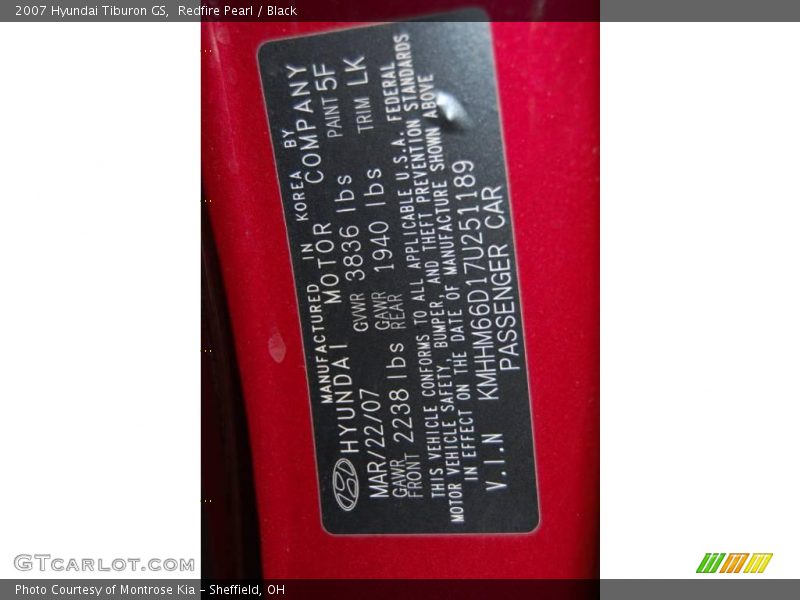 2007 Hyundai Tiburon GS, Redfire Pearl / Black
MANUFACTURED IN KOREA BY
HYUNDAI MOTOR COMPANY
MAR/22/07 GVWR 3836 lbs PAINT 5F
GAWR FRONT 2238 lbs GAWR REAR 1940 lbs TRIM LK
THIS VEHICLE CONFORMS TO ALL APPLICABLE U.S.A. FEDERAL
MOTOR VEHICLE SAFETY, BUMPER, AND THEFT PREVENTION STANDARDS
IN EFFECT ON THE DATE OF MANUFACTURE SHOWN ABOVE
V.I.N KMHHM66D17U251189
PASSENGER CAR
GTcarlot.com
Photo Courtesy of Montrose Kia - Sheffield, OH